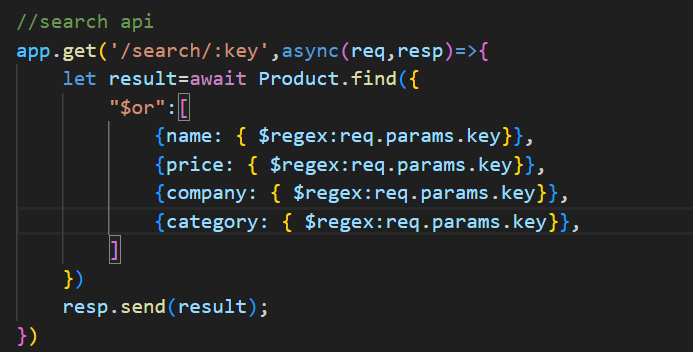 //search api
app.get('/search/:key',async(req,resp)=>{
    let result=await Product.find({
        "$or":[
            {name: { $regex:req.params.key}},
            {price: { $regex:req.params.key}},
            {company: { $regex:req.params.key}},
            {category: { $regex:req.params.key}},
        ]
    })
    resp.send(result);
})